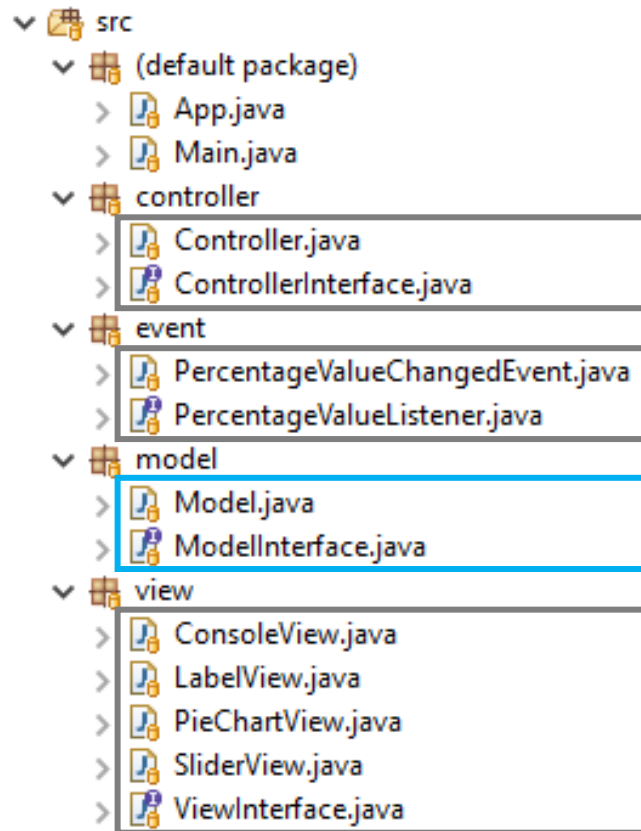 src
(default package)
App.java
Main.java
controller
Controller.java
ControllerInterface.java
event
PercentageValueChangedEvent.java
PercentageValueListener.java
model
Model.java
ModelInterface.java
view
ConsoleView.java
LabelView.java
PieChartView.java
SliderView.java
ViewInterface.java